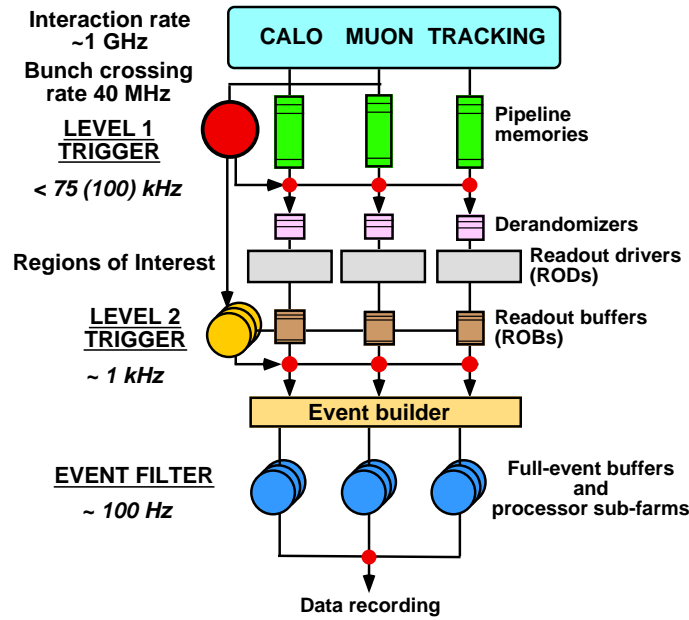 Interaction rate
~1 GHz
CALO MUON TRACKING
Bunch crossing
rate 40 MHz
Pipeline
memories
LEVEL 1
TRIGGER
< 75 (100) kHz
Derandomizers
Regions of Interest
Readout drivers
(RODs)
LEVEL 2
TRIGGER
Readout buffers
(ROBs)
~ 1 kHz
Event builder
EVENT FILTER
~ 100 Hz
Full-event buffers
and
processor sub-farms
Data recording